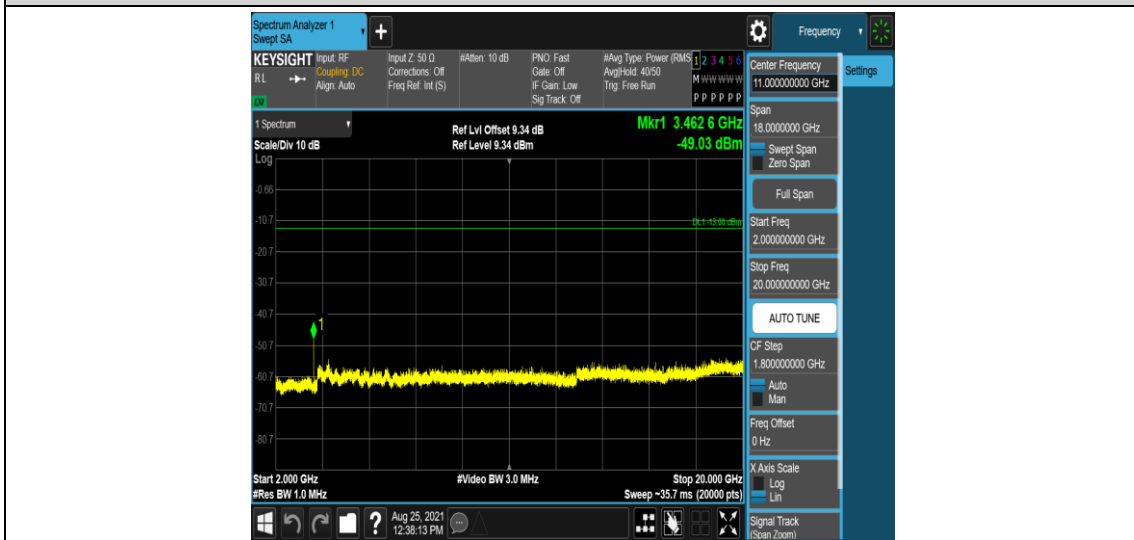 Spectrum Analyzer 1
Swept SA
+
Frequency
KEYSIGHT
RL
LXI
Input: RF
Coupling: DC
Align: Auto
Input Z: 50 Ω
Corrections: Off
Freq Ref: Int (S)
#Atten: 10 dB
PNO: Fast
Gate: Off
IF Gain: Low
Sig Track: Off
#Avg Type: Power (RMS
Avg|Hold: 40/50
Trig: Free Run
1 2 3 4 5 6
M W W W W W
P P P P P P
1 Spectrum
Scale/Div 10 dB
Log
Ref Lvl Offset 9.34 dB
Ref Level 9.34 dBm
Mkr1 3.462 6 GHz
-49.03 dBm
-0.66
-10.7
DL1 -13.00 dBm
-20.7
-30.7
-40.7
1
-50.7
-60.7
-70.7
-80.7
Start 2.000 GHz
#Res BW 1.0 MHz
#Video BW 3.0 MHz
Stop 20.000 GHz
Sweep ~35.7 ms (20000 pts)
?
Aug 25, 2021
12:38:13 PM
Center Frequency
11.000000000 GHz
Settings
Span
18.0000000 GHz
Swept Span
Zero Span
Full Span
Start Freq
2.000000000 GHz
Stop Freq
20.000000000 GHz
AUTO TUNE
CF Step
1.800000000 GHz
Auto
Man
Freq Offset
0 Hz
X Axis Scale
Log
Lin
Signal Track
(Span Zoom)